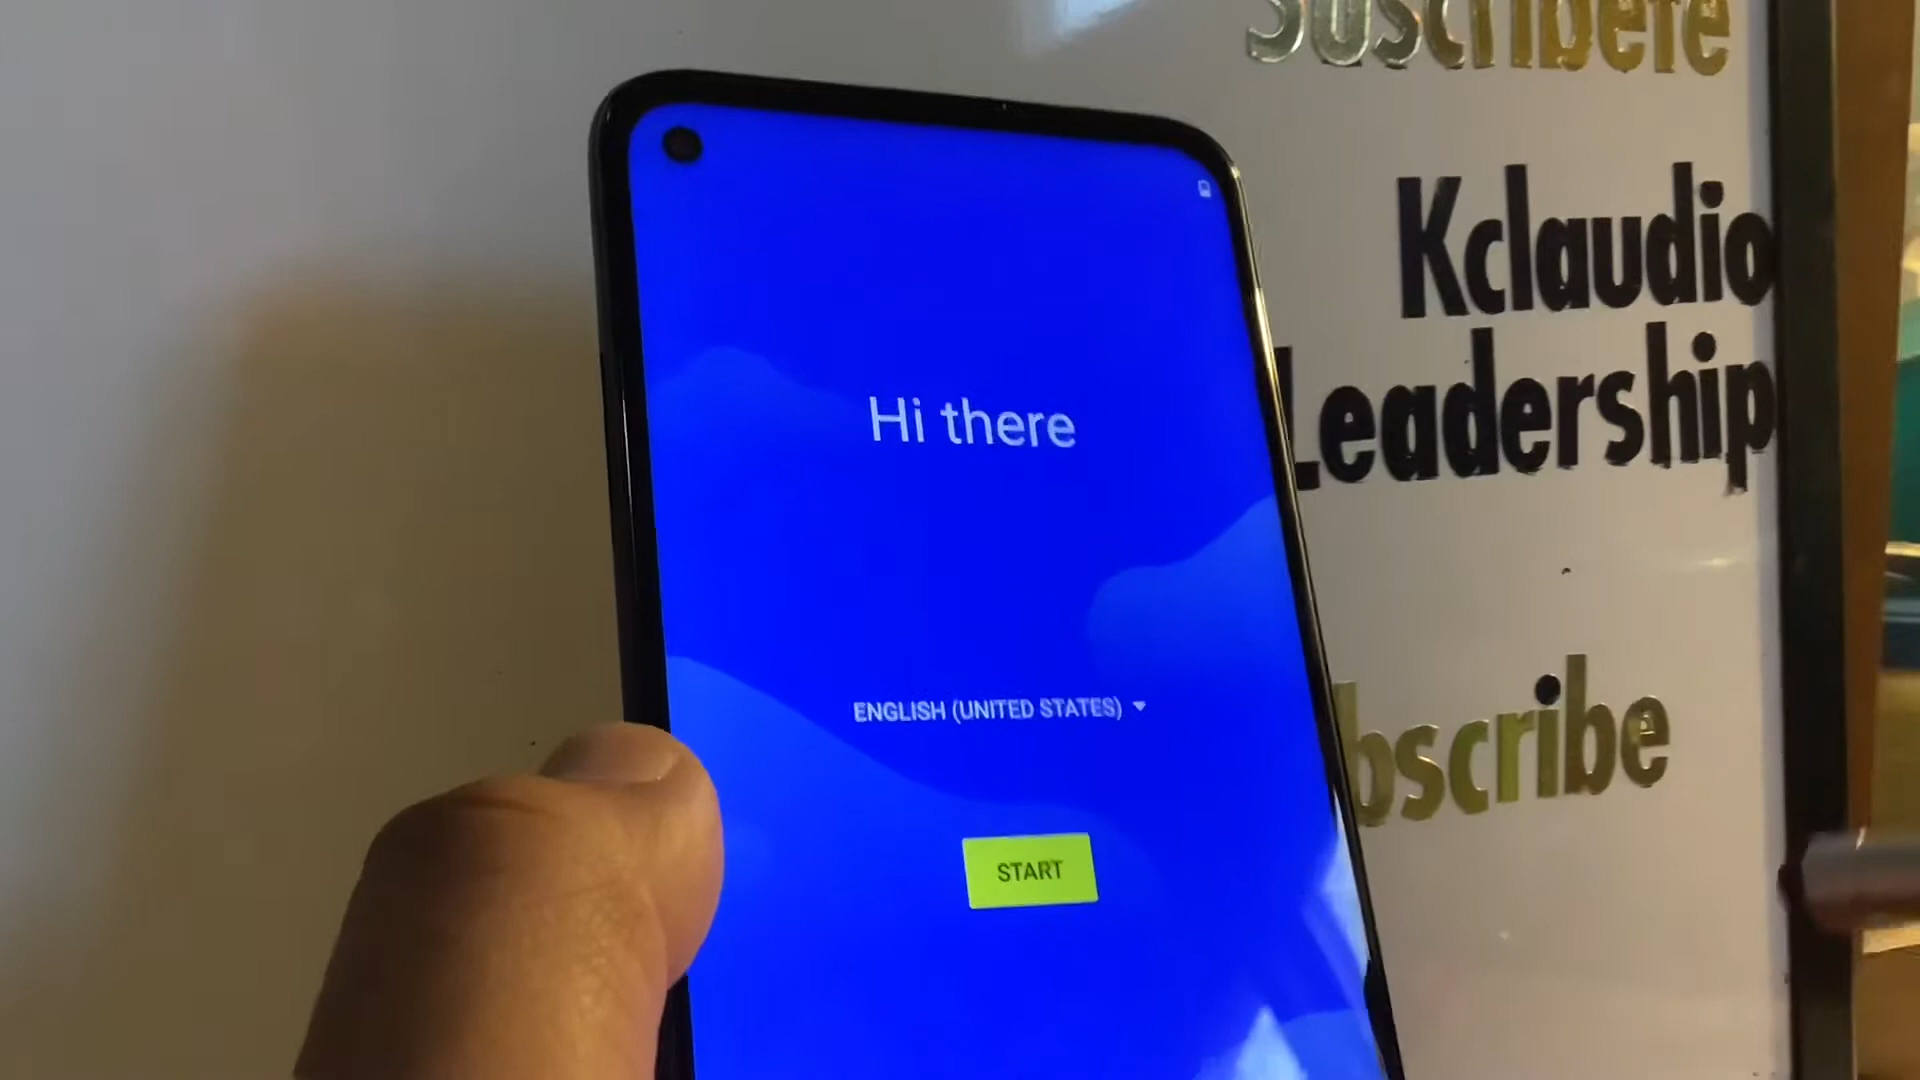 Suscribete
Kclaudio
Leadership
Hi there
ENGLISH (UNITED STATES)
START
bscribe